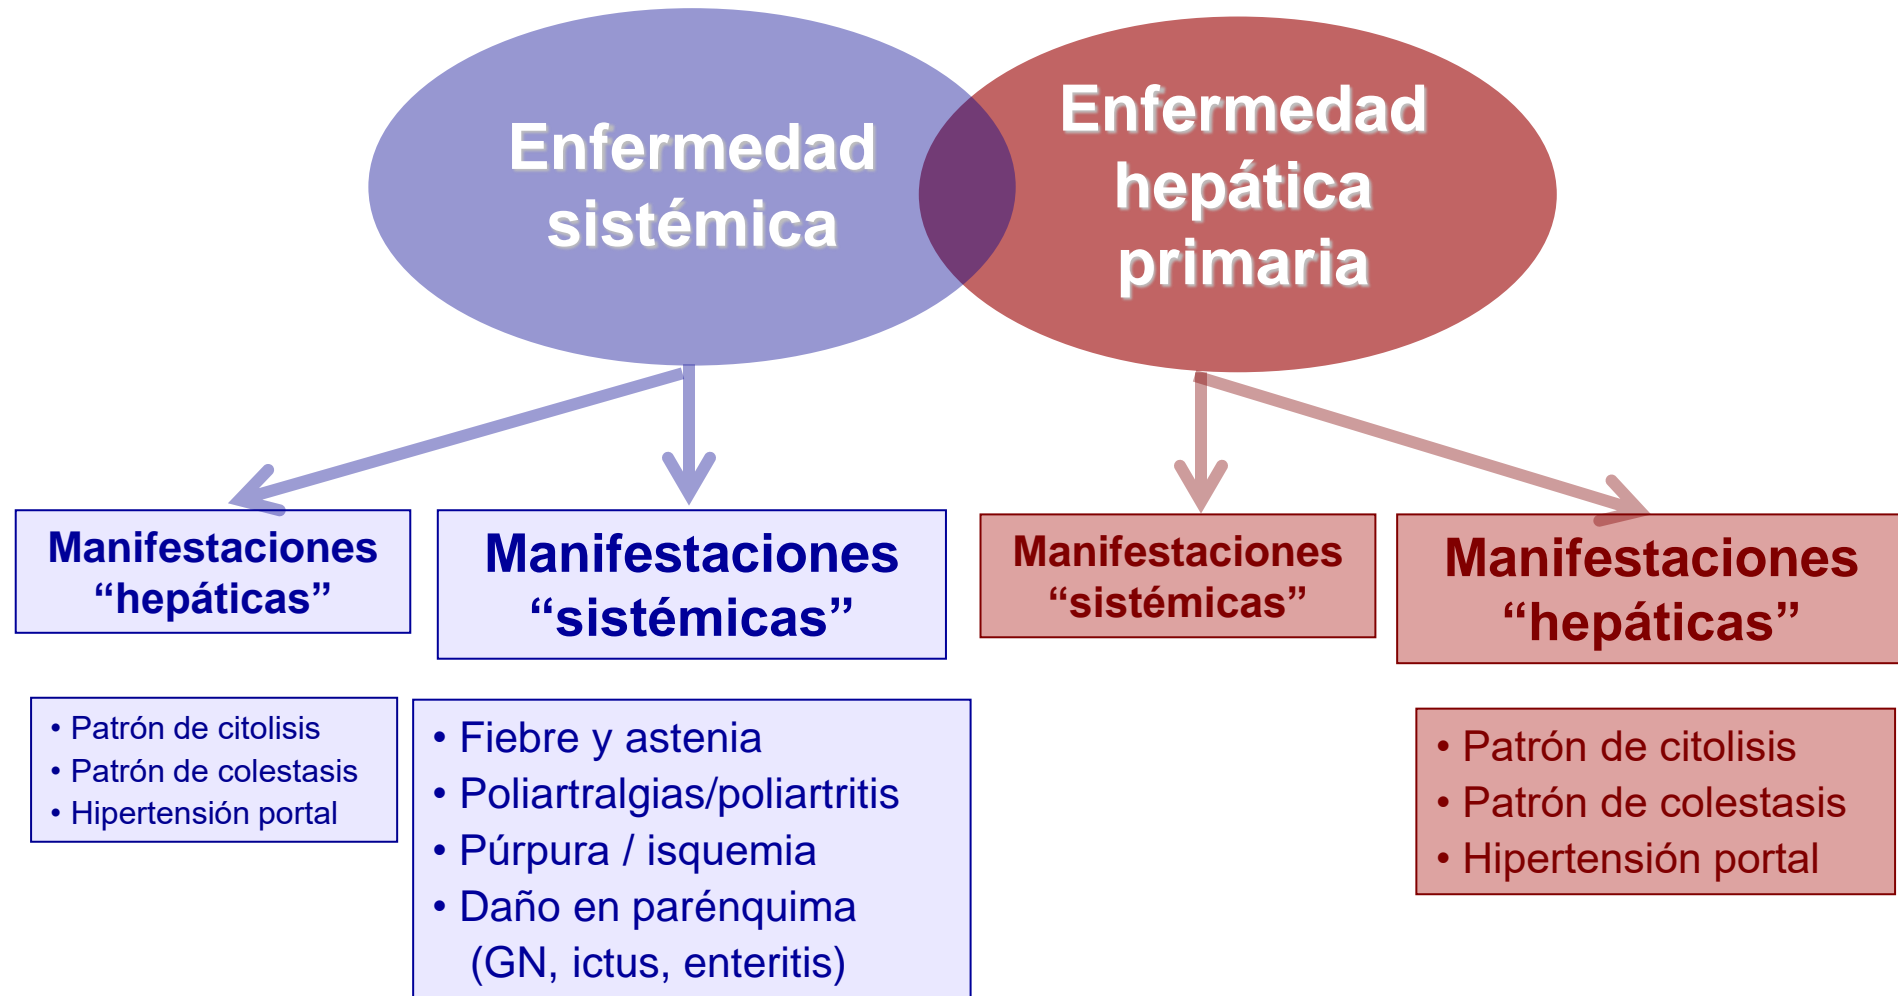 Enfermedad
sistémica
Enfermedad
hepática
primaria
Manifestaciones
“hepáticas”
Manifestaciones
“sistémicas”
Manifestaciones
“sistémicas”
Manifestaciones
“hepáticas”
• Patrón de citolisis
• Patrón de colestasis
• Hipertensión portal
• Fiebre y astenia
• Poliartralgias/poliartritis
• Púrpura / isquemia
• Daño en parénquima
(GN, ictus, enteritis)
• Patrón de citolisis
• Patrón de colestasis
• Hipertensión portal